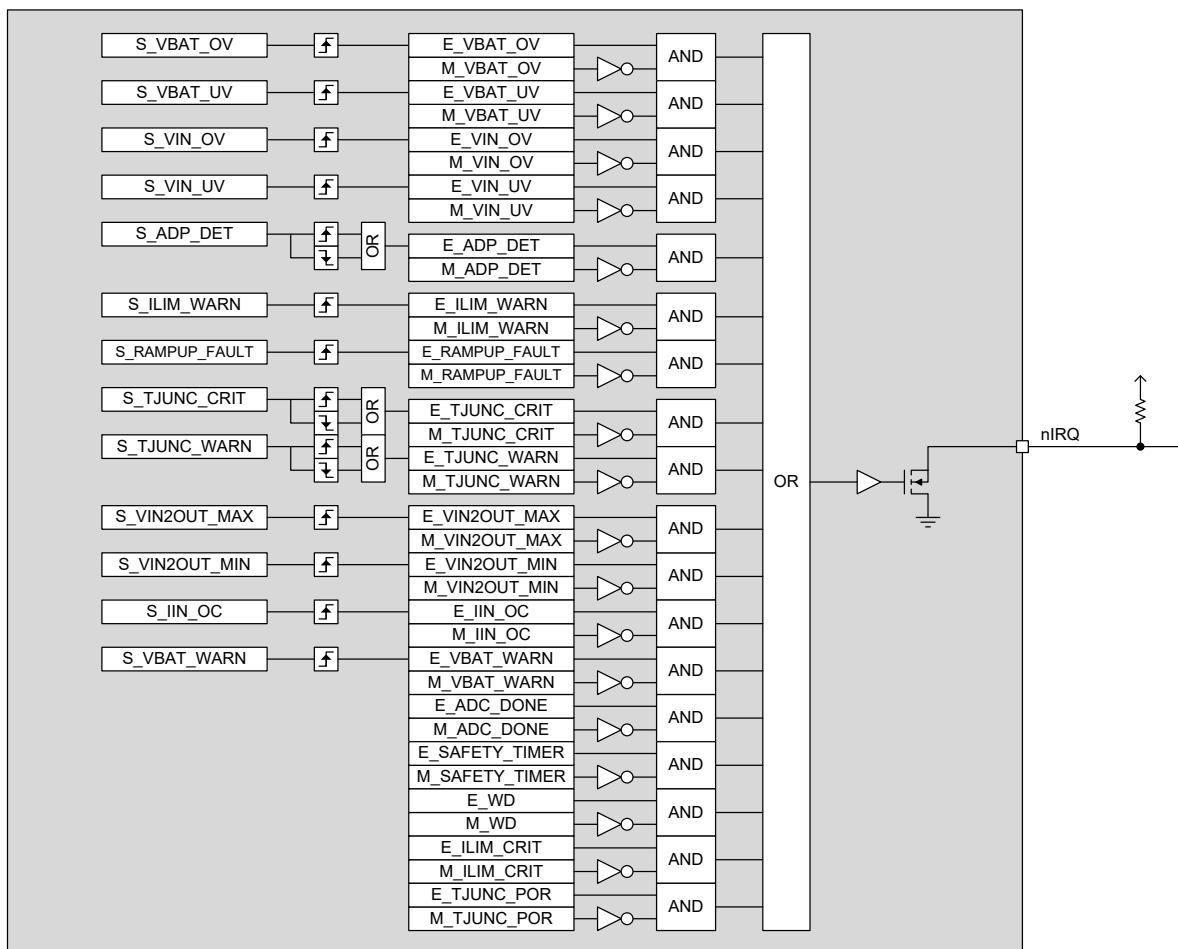 S_VBAT_OV E_VBAT_OV AND
M_VBAT_OV
S_VBAT_UV E_VBAT_UV AND
M_VBAT_UV
S_VIN_OV E_VIN_OV AND
M_VIN_OV
S_VIN_UV E_VIN_UV AND
M_VIN_UV
S_ADP_DET OR E_ADP_DET AND
M_ADP_DET
S_ILIM_WARN E_ILIM_WARN AND
M_ILIM_WARN
S_RAMPUP_FAULT E_RAMPUP_FAULT AND
M_RAMPUP_FAULT
S_TJUNC_CRIT OR E_TJUNC_CRIT AND
M_TJUNC_CRIT nIRQ
S_TJUNC_WARN OR E_TJUNC_WARN AND
M_TJUNC_WARN OR
S_VIN2OUT_MAX E_VIN2OUT_MAX AND
M_VIN2OUT_MAX
S_VIN2OUT_MIN E_VIN2OUT_MIN AND
M_VIN2OUT_MIN
S_IIN_OC E_IIN_OC AND
M_IIN_OC
S_VBAT_WARN E_VBAT_WARN AND
M_VBAT_WARN
E_ADC_DONE AND
M_ADC_DONE
E_SAFETY_TIMER AND
M_SAFETY_TIMER
E_WD AND
M_WD
E_ILIM_CRIT AND
M_ILIM_CRIT
E_TJUNC_POR AND
M_TJUNC_POR